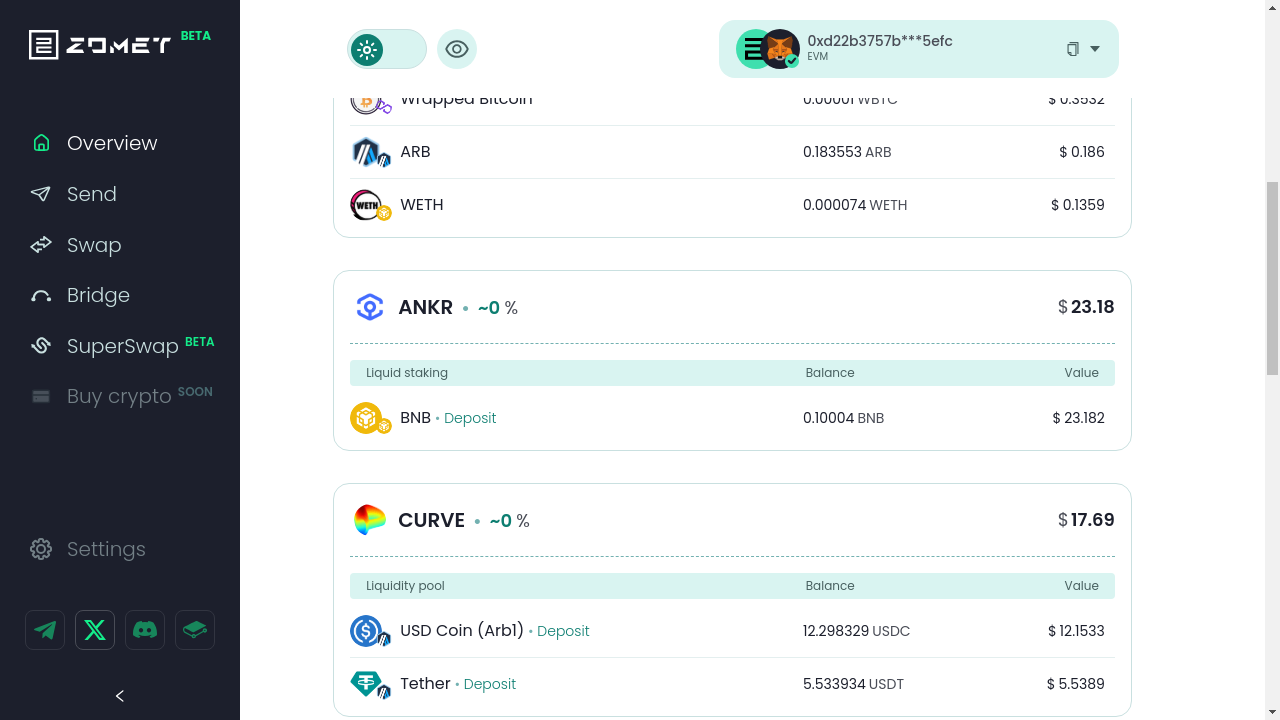 ZOMET BETA
Overview
Send
Swap
Bridge
SuperSwap BETA
Buy crypto SOON
Settings
0xd22b3757b***5efc
EVM
Wrapped Bitcoin 0.00001 WBTC $ 0.3532
ARB 0.183553 ARB $ 0.186
WETH WETH 0.000074 WETH $ 0.1359
ANKR • ~0 % $ 23.18
Liquid staking Balance Value
BNB • Deposit 0.10004 BNB $ 23.182
CURVE • ~0 % $ 17.69
Liquidity pool Balance Value
USD Coin (Arb1) • Deposit 12.298329 USDC $ 12.1533
Tether • Deposit 5.533934 USDT $ 5.5389